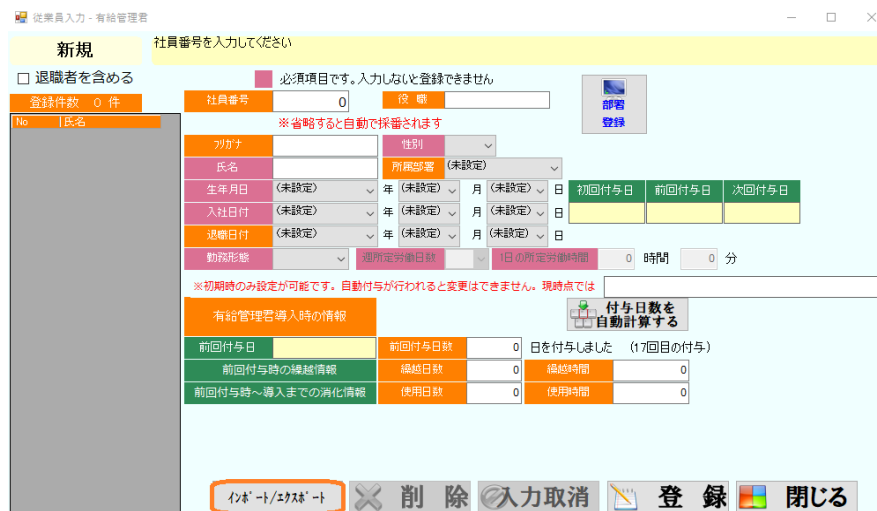 従業員入力 - 有給管理君
新規
社員番号を入力してください
退職者を含める
必須項目です。入力しないと登録できません
登録件数 0 件
社員番号 0 役 職
部署
登録
No 氏名
※省略すると自動で採番されます
フリガナ 性別
氏名 所属部署 (未設定)
生年月日 (未設定) 年 (未設定) 月 (未設定) 日 初回付与日 前回付与日 次回付与日
入社日付 (未設定) 年 (未設定) 月 (未設定) 日
退職日付 (未設定) 年 (未設定) 月 (未設定) 日
勤務形態 週所定労働日数 1日の所定労働時間 0 時間 0 分
※初期時のみ設定が可能です。自動付与が行われると変更はできません。現時点では
有給管理君導入時の情報
付与日数を
自動計算する
前回付与日 前回付与日数 0 日を付与しました (17回目の付与)
前回付与時の繰越情報 繰越日数 0 繰越時間 0
前回付与時～導入までの消化情報 使用日数 0 使用時間 0
インポート/エクスポート 削 除 入力取消 登 録 閉じる